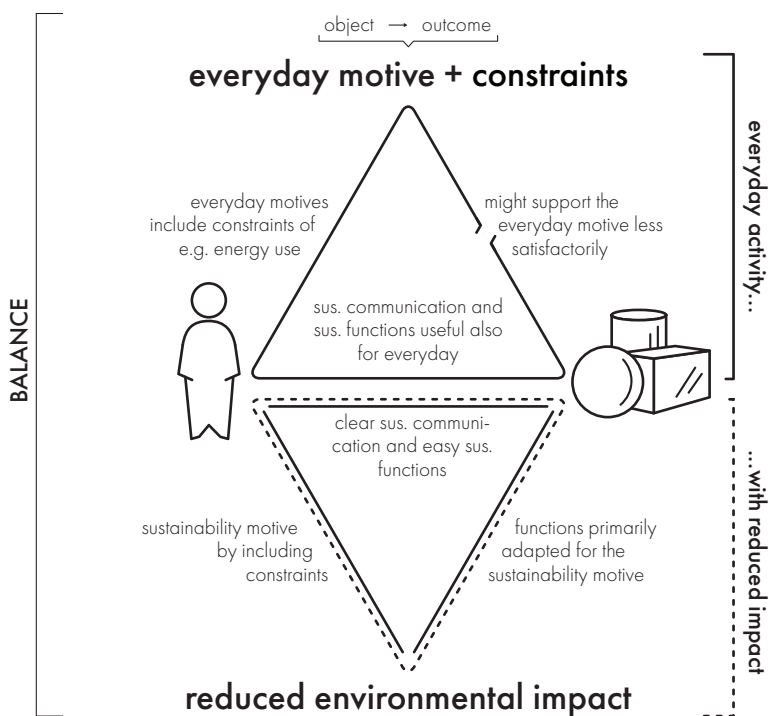 object → outcome
everyday motive + constraints
everyday motives
include constraints of
e.g. energy use
might support the
everyday motive less
satisfactorily
sus. communication and
sus. functions useful also
for everyday
everyday activity...
BALANCE
clear sus. communi-
cation and easy sus.
functions
sustainability motive
by including
constraints
functions primarily
adapted for the
sustainability motive
...with reduced impact
reduced environmental impact